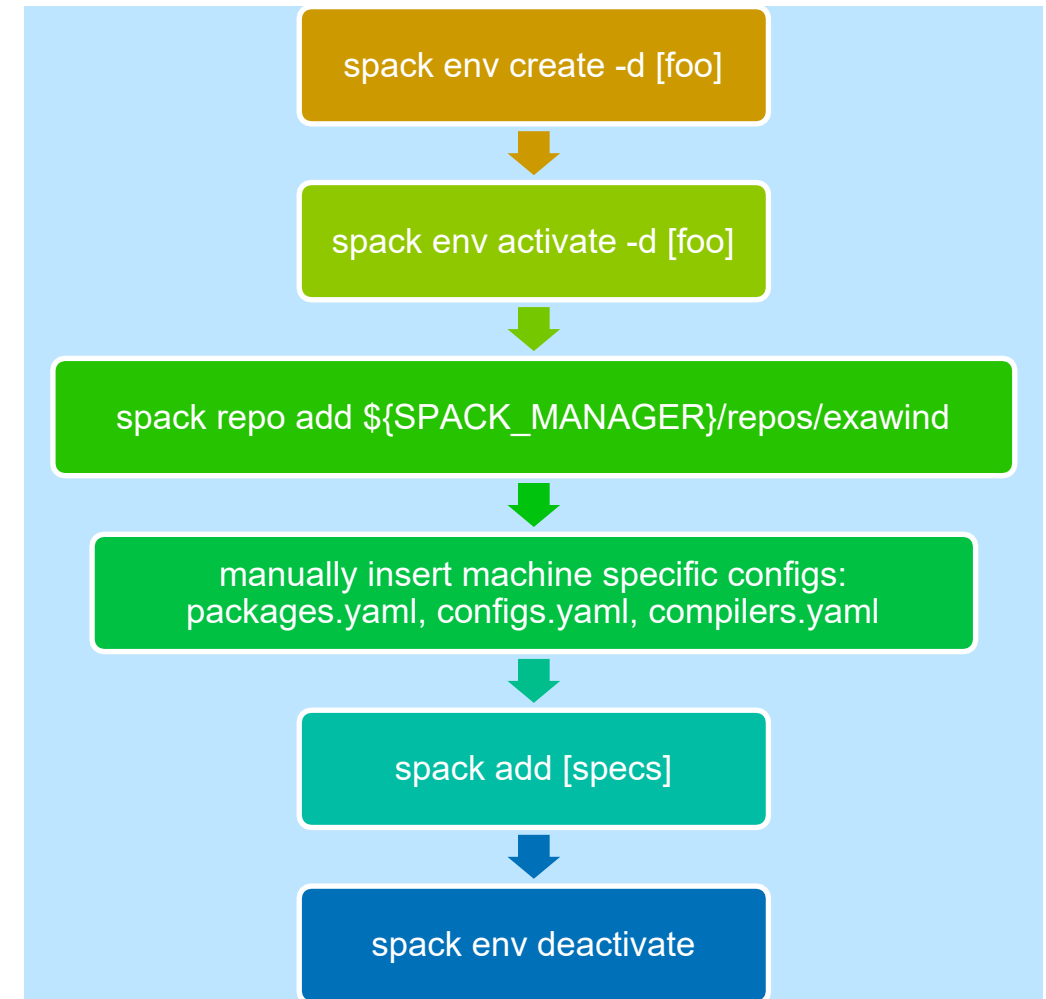 spack env create -d [foo]
spack env activate -d [foo]
spack repo add ${SPACK_MANAGER}/repos/exawind
manually insert machine specific configs:
packages.yaml, configs.yaml, compilers.yaml
spack add [specs]
spack env deactivate